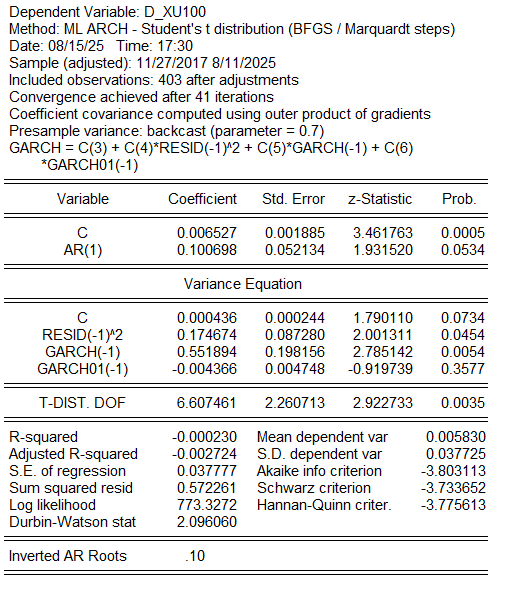 Dependent Variable: D_XU100
Method: ML ARCH - Student's t distribution (BFGS / Marquardt steps)
Date: 08/15/25 Time: 17:30
Sample (adjusted): 11/27/2017 8/11/2025
Included observations: 403 after adjustments
Convergence achieved after 41 iterations
Coefficient covariance computed using outer product of gradients
Presample variance: backcast (parameter = 0.7)
GARCH = C(3) + C(4)*RESID(-1)^2 + C(5)*GARCH(-1) + C(6)
*GARCH01(-1)
Variable Coefficient Std. Error z-Statistic Prob.
C 0.006527 0.001885 3.461763 0.0005
AR(1) 0.100698 0.052134 1.931520 0.0534
Variance Equation
C 0.000436 0.000244 1.790110 0.0734
RESID(-1)^2 0.174674 0.087280 2.001311 0.0454
GARCH(-1) 0.551894 0.198156 2.785142 0.0054
GARCH01(-1) -0.004366 0.004748 -0.919739 0.3577
T-DIST. DOF 6.607461 2.260713 2.922733 0.0035
R-squared -0.000230 Mean dependent var 0.005830
Adjusted R-squared -0.002724 S.D. dependent var 0.037725
S.E. of regression 0.037777 Akaike info criterion -3.803113
Sum squared resid 0.572261 Schwarz criterion -3.733652
Log likelihood 773.3272 Hannan-Quinn criter. -3.775613
Durbin-Watson stat 2.096060
Inverted AR Roots .10